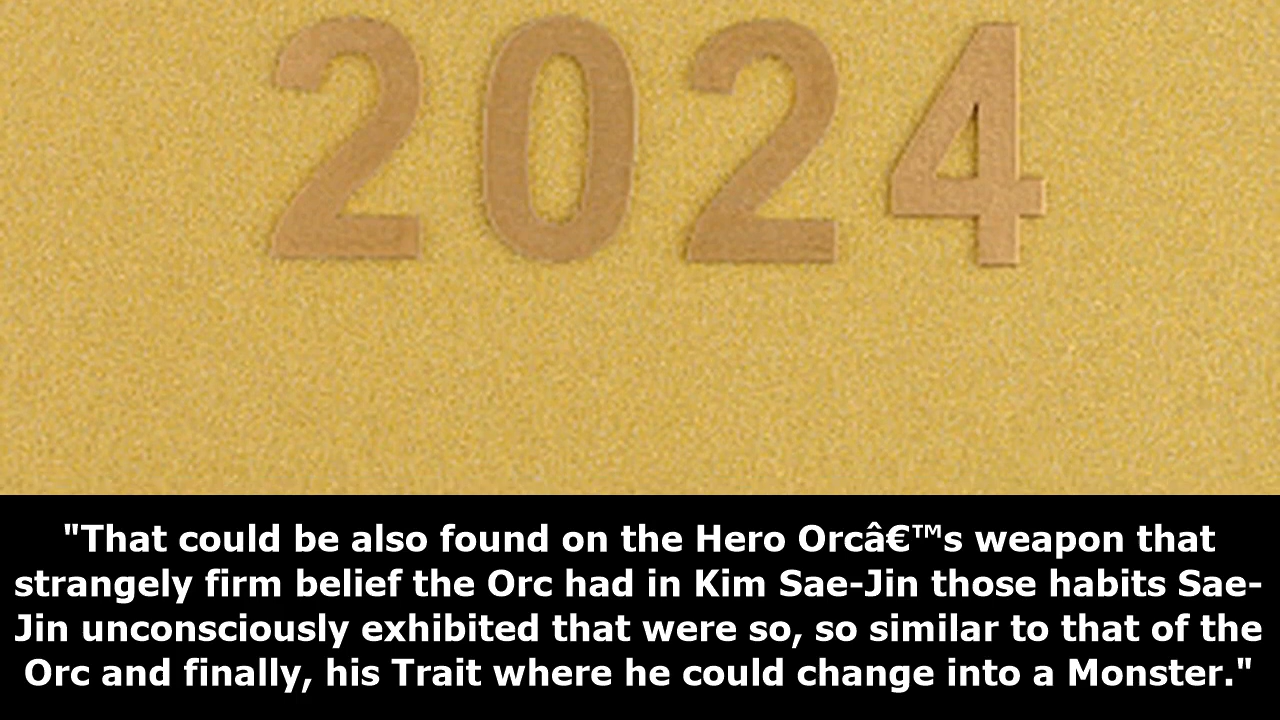 2024
"That could be also found on the Hero Orcâ€™s weapon that
strangely firm belief the Orc had in Kim Sae-Jin those habits Sae-
Jin unconsciously exhibited that were so, so similar to that of the
Orc and finally, his Trait where he could change into a Monster."